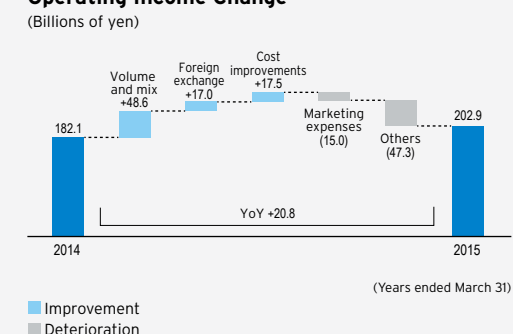 Operating Income Change
(Billions of yen)
182.1
Volume
and mix
+48.6
Foreign
exchange
+17.0
Cost
improvements
+17.5
Marketing
expenses
(15.0)
Others
(47.3)
202.9
YoY +20.8
2014
2015
(Years ended March 31)
Improvement
Deterioration